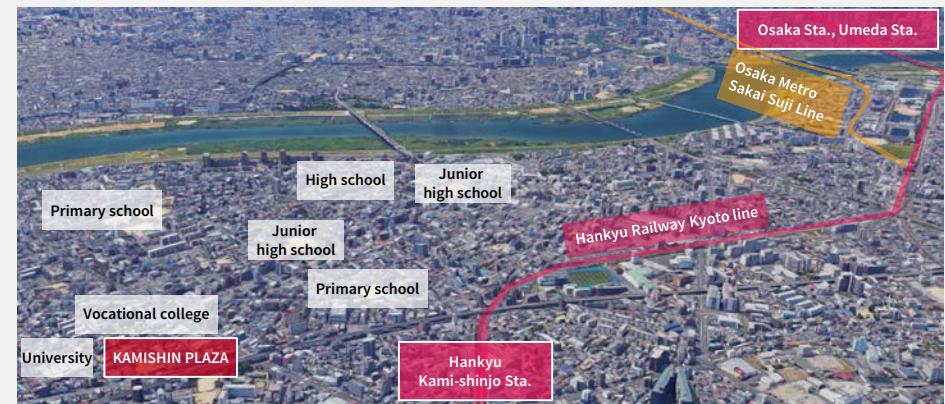 Osaka Sta., Umeda Sta.
Osaka Metro
Sakai Suji Line
High school
Junior
high school
Primary school
Hankyu Railway Kyoto line
Junior
high school
Primary school
Vocational college
University
KAMISHIN PLAZA
Hankyu
Kami-shinjo Sta.